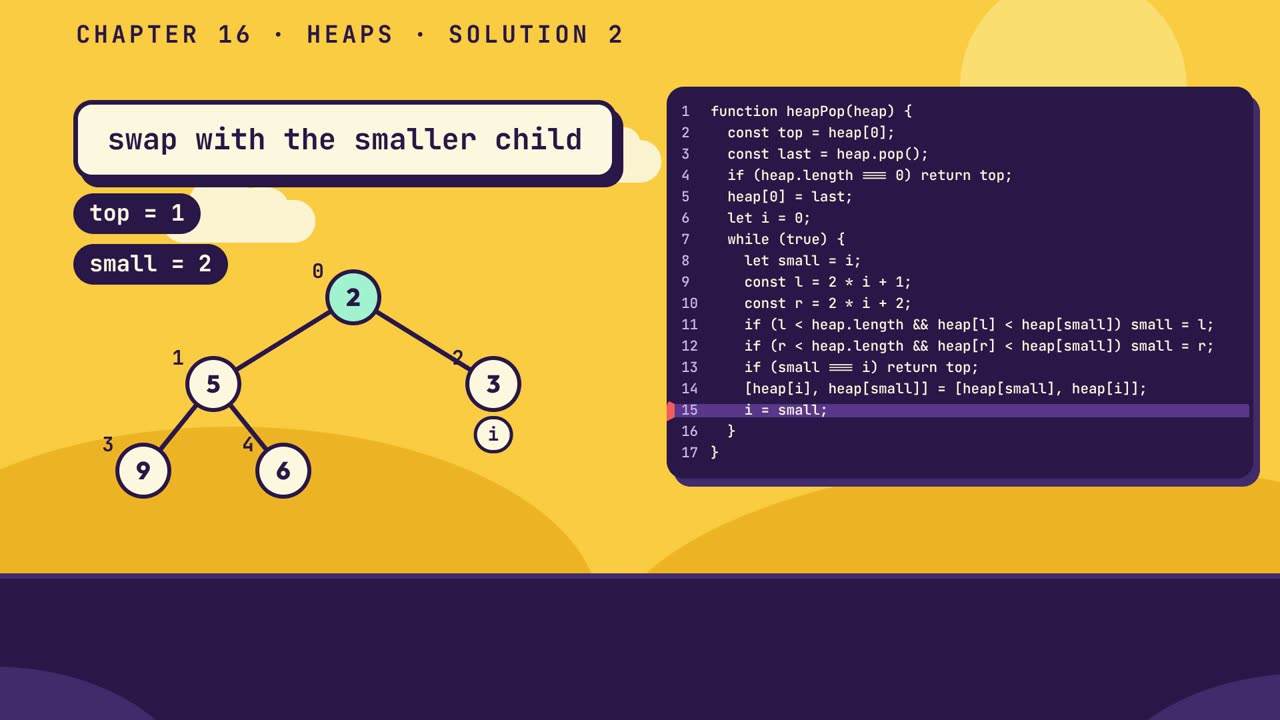 CHAPTER 16 · HEAPS · SOLUTION 2
swap with the smaller child
top = 1
small = 2
0
2
1
5
2
3
i
3
9
4
6
1 function heapPop(heap) {
2 const top = heap[0];
3 const last = heap.pop();
4 if (heap.length === 0) return top;
5 heap[0] = last;
6 let i = 0;
7 while (true) {
8 let small = i;
9 const l = 2 * i + 1;
10 const r = 2 * i + 2;
11 if (l < heap.length && heap[l] < heap[small]) small = l;
12 if (r < heap.length && heap[r] < heap[small]) small = r;
13 if (small === i) return top;
14 [heap[i], heap[small]] = [heap[small], heap[i]];
15 i = small;
16 }
17 }